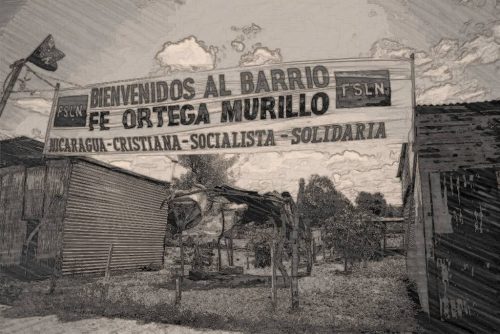 BIENVENIDOS AL BARRIO
FE ORTEGA MURILLO
FSLN
FSLN
NICARAGUA-CRISTIANA-SOCIALISTA-SOLIDARIA